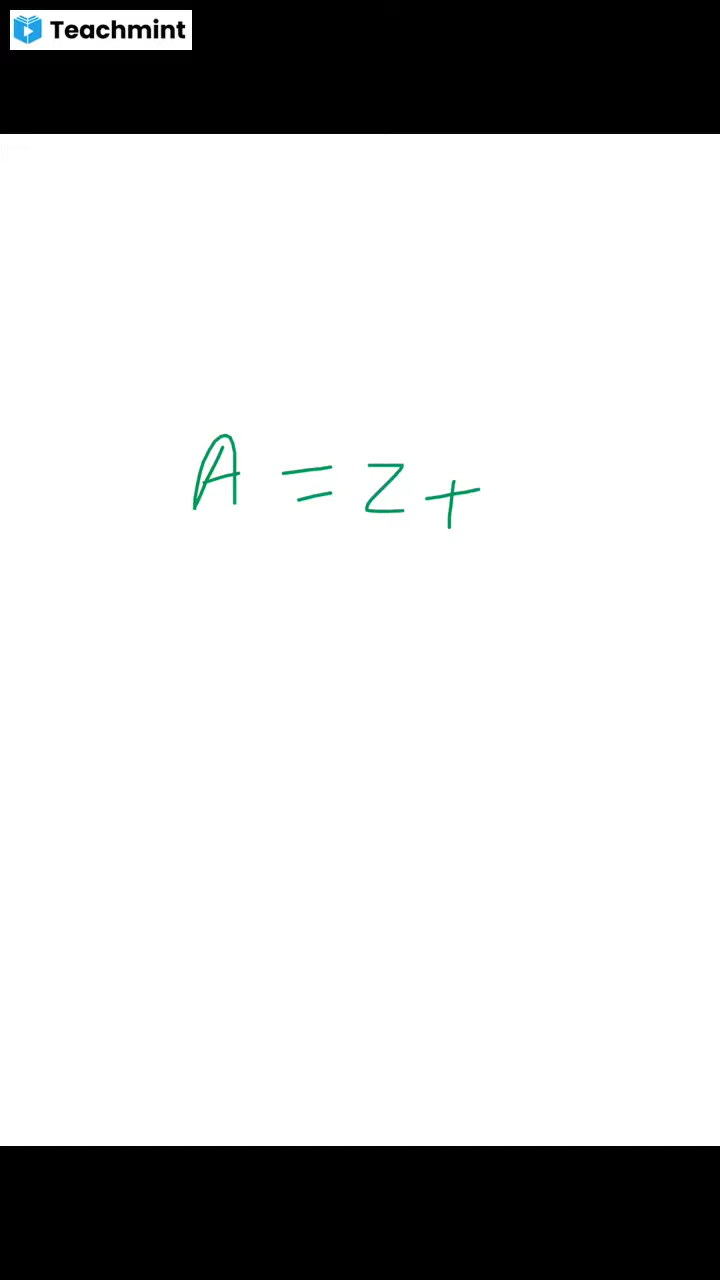 Teachmint
A = Z +